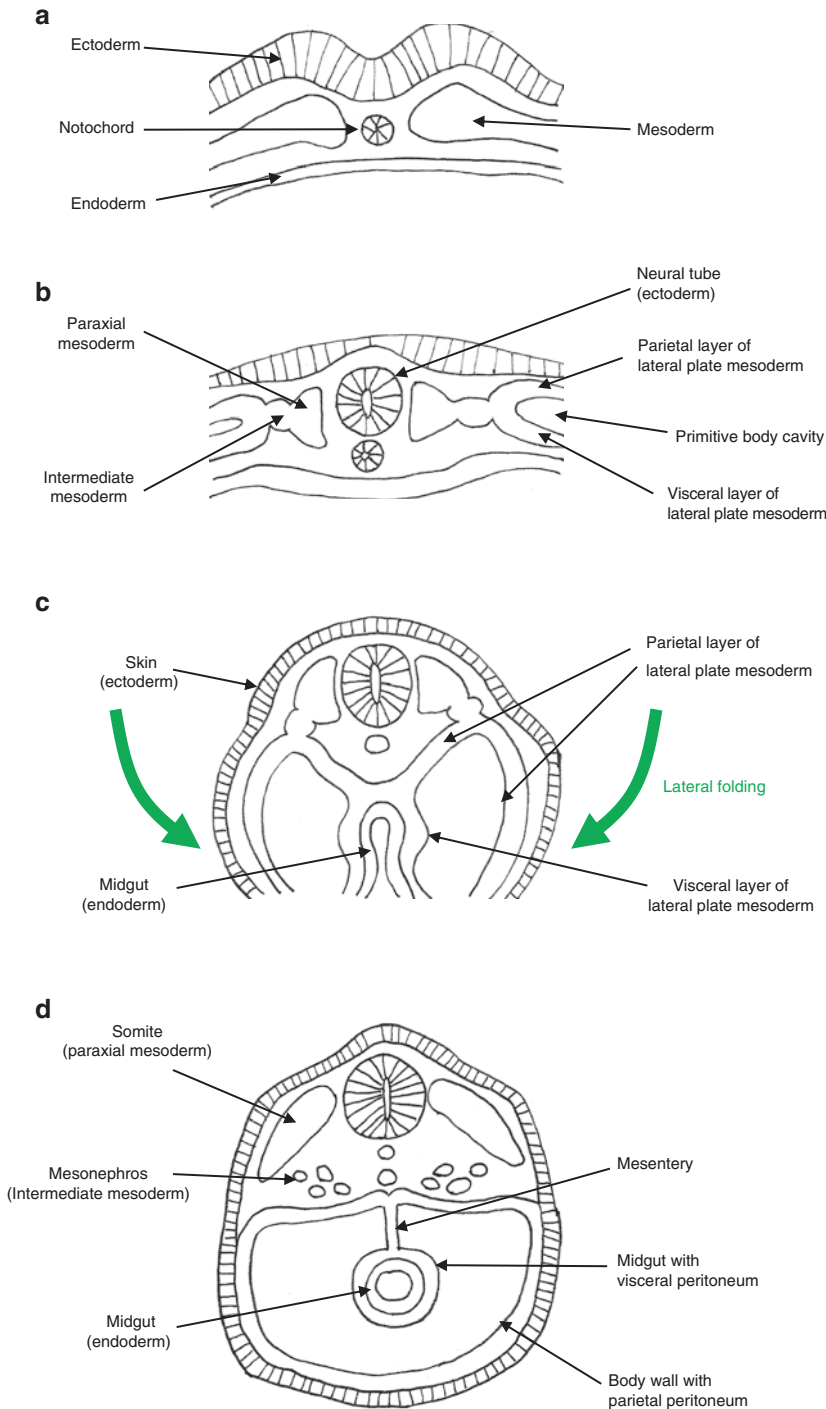 a
Ectoderm
Notochord
Mesoderm
Endoderm
b
Neural tube
(ectoderm)
Paraxial
mesoderm
Parietal layer of
lateral plate mesoderm
Primitive body cavity
Intermediate
mesoderm
Visceral layer of
lateral plate mesoderm
c
Skin
(ectoderm)
Parietal layer of
lateral plate mesoderm
Lateral folding
Midgut
(endoderm)
Visceral layer of
lateral plate mesoderm
d
Somite
(paraxial mesoderm)
Mesonephros
(Intermediate mesoderm)
Mesentery
Midgut with
visceral peritoneum
Midgut
(endoderm)
Body wall with
parietal peritoneum